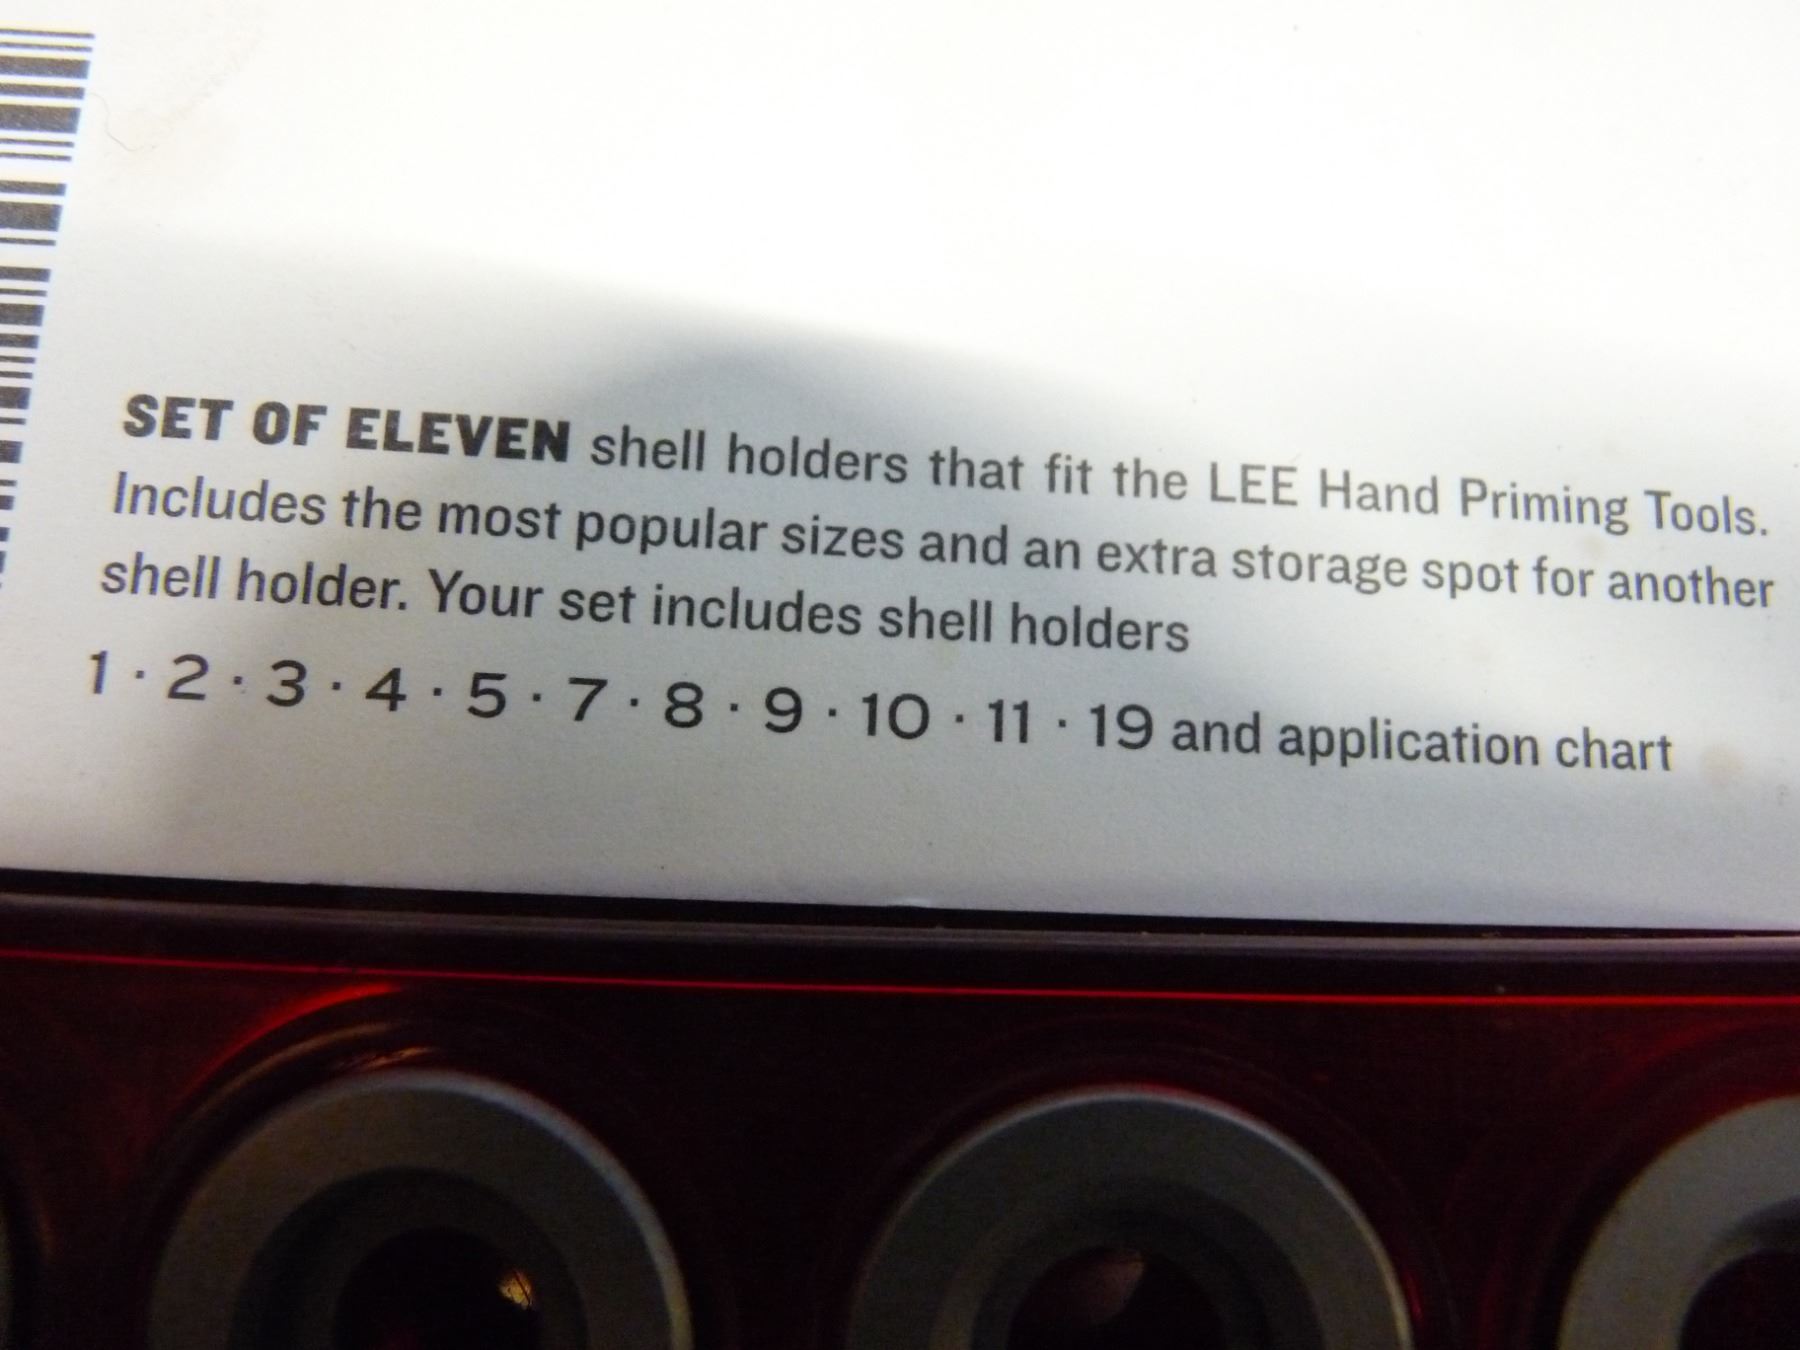 SET OF ELEVEN shell holders that fit the LEE Hand Priming Tools.
Includes the most popular sizes and an extra storage spot for another
shell holder. Your set includes shell holders
1 · 2 · 3 · 4 · 5 · 7 · 8 · 9 · 10 · 11 · 19 and application chart